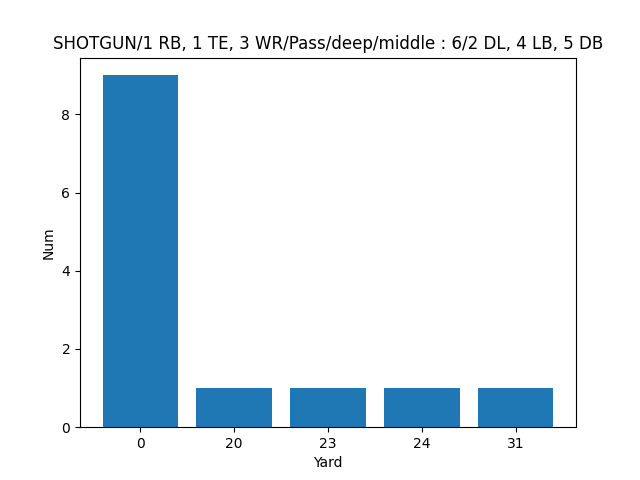 SHOTGUN/1 RB, 1 TE, 3 WR/Pass/deep/middle : 6/2 DL, 4 LB, 5 DB
8
6
4
2
0
Num
0 20 23 24 31
Yard